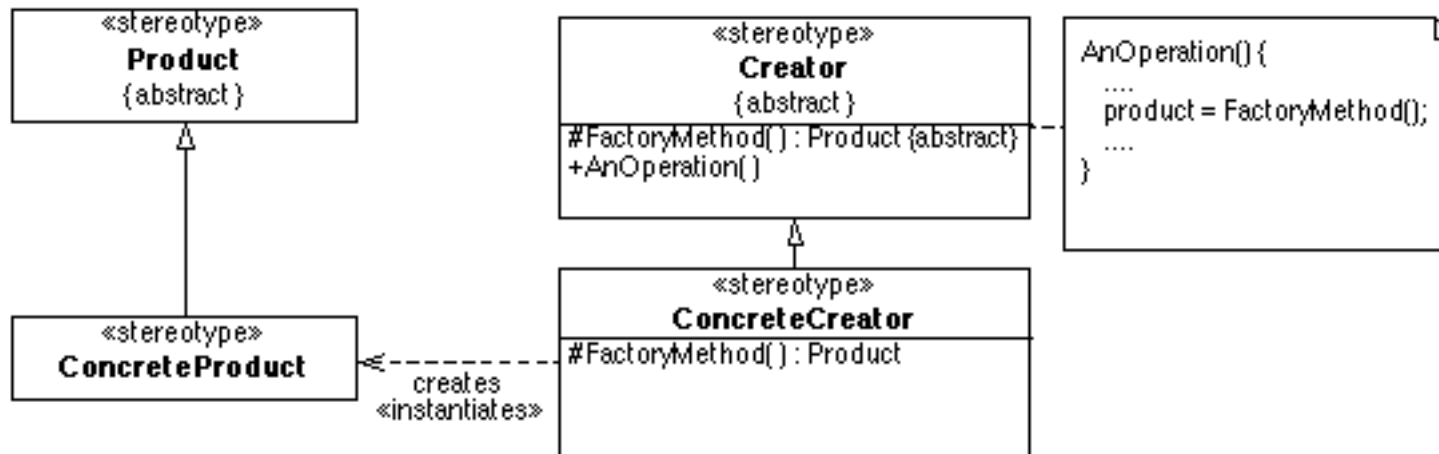 «stereotype»
Product
{abstract}
«stereotype»
Creator
{abstract}
#FactoryMethod( ) : Product {abstract}
+AnOperation( )
AnOperation() {
....
product = FactoryMethod();
....
}
«stereotype»
ConcreteProduct
creates
«instantiates»
«stereotype»
ConcreteCreator
#FactoryMethod( ) : Product